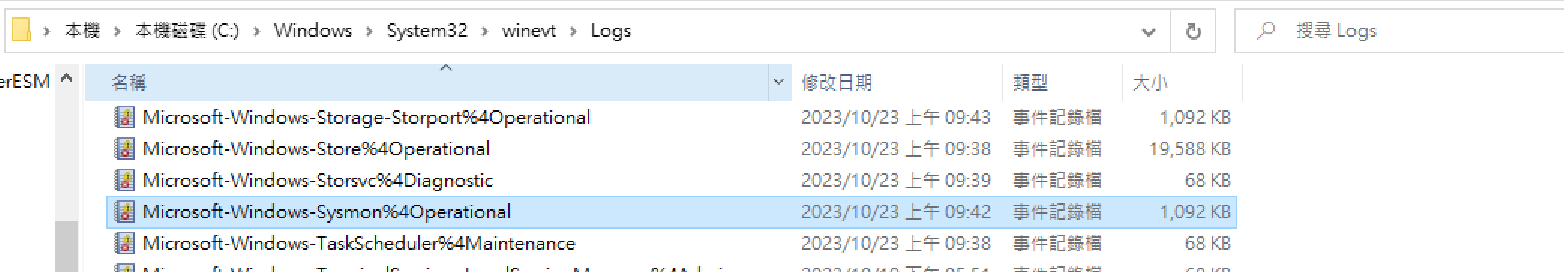 本機 > 本機磁碟 (C:) > Windows > System32 > winevt > Logs
搜尋 Logs
erESM
名稱 修改日期 類型 大小
Microsoft-Windows-Storage-Storport%4Operational 2023/10/23 上午 09:43 事件記錄檔 1,092 KB
Microsoft-Windows-Store%4Operational 2023/10/23 上午 09:38 事件記錄檔 19,588 KB
Microsoft-Windows-Storsvc%4Diagnostic 2023/10/23 上午 09:39 事件記錄檔 68 KB
Microsoft-Windows-Sysmon%4Operational 2023/10/23 上午 09:42 事件記錄檔 1,092 KB
Microsoft-Windows-TaskScheduler%4Maintenance 2023/10/23 上午 09:38 事件記錄檔 68 KB